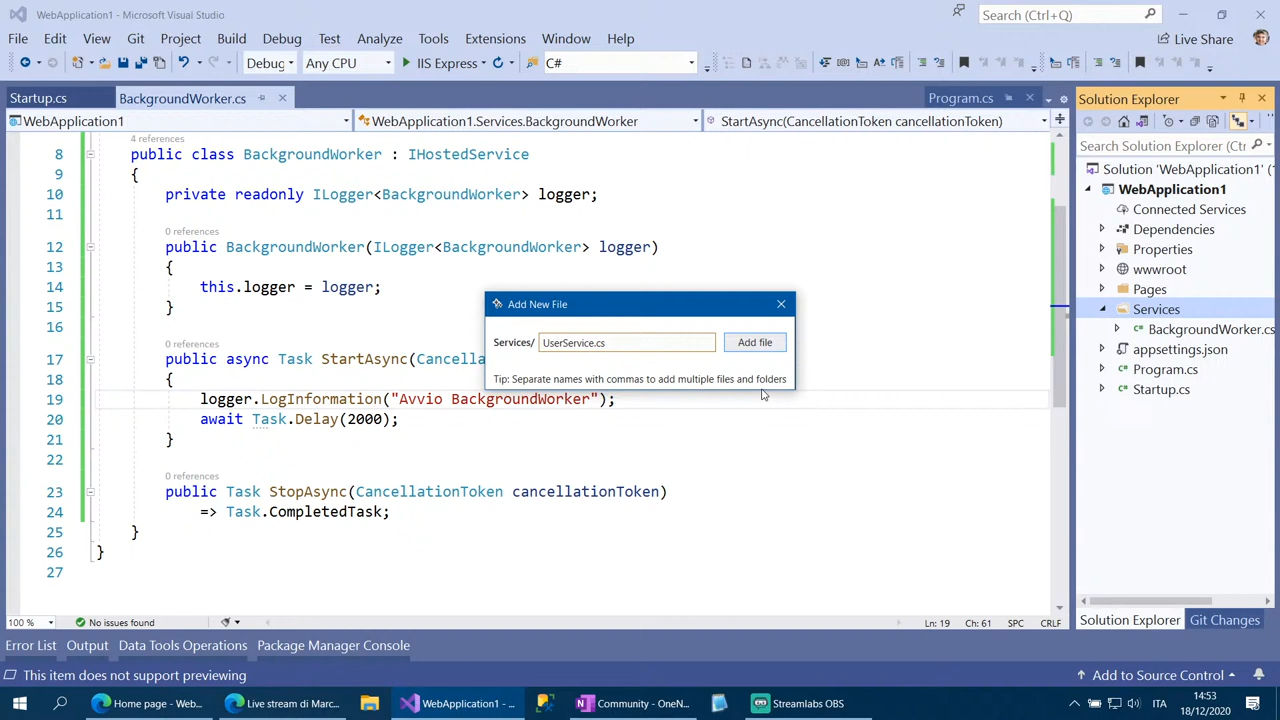 WebApplication1 - Microsoft Visual Studio
Search (Ctrl+Q)
File Edit View Git Project Build Debug Test Analyze Tools Extensions Window Help
Live Share
Debug Any CPU IIS Express C#
Startup.cs BackgroundWorker.cs Program.cs
WebApplication1 WebApplication1.Services.BackgroundWorker StartAsync(CancellationToken cancellationToken)
4 references
8 public class BackgroundWorker : IHostedService
9 {
10 private readonly ILogger<BackgroundWorker> logger;
11
0 references
12 public BackgroundWorker(ILogger<BackgroundWorker> logger)
13 {
14 this.logger = logger;
15 }
16
0 references
17 public async Task StartAsync(Cancella
18 {
19 logger.LogInformation("Avvio BackgroundWorker");
20 await Task.Delay(2000);
21 }
22
0 references
23 public Task StopAsync(CancellationToken cancellationToken)
24 => Task.CompletedTask;
25 }
26 }
27
Add New File
Services/ UserService.cs Add file
Tip: Separate names with commas to add multiple files and folders
Solution Explorer
Search Solution Explorer (Ctr
Solution 'WebApplication1' (1
WebApplication1
Connected Services
Dependencies
Properties
wwwroot
Pages
Services
BackgroundWorker.cs
appsettings.json
Program.cs
Startup.cs
100 % No issues found Ln: 19 Ch: 61 SPC CRLF
Solution Explorer Git Changes
Error List Output Data Tools Operations Package Manager Console
This item does not support previewing Add to Source Control
Home page - Web... Live stream di Marc... WebApplication1 - ... Community - OneN... Streamlabs OBS ITA
14:53
18/12/2020